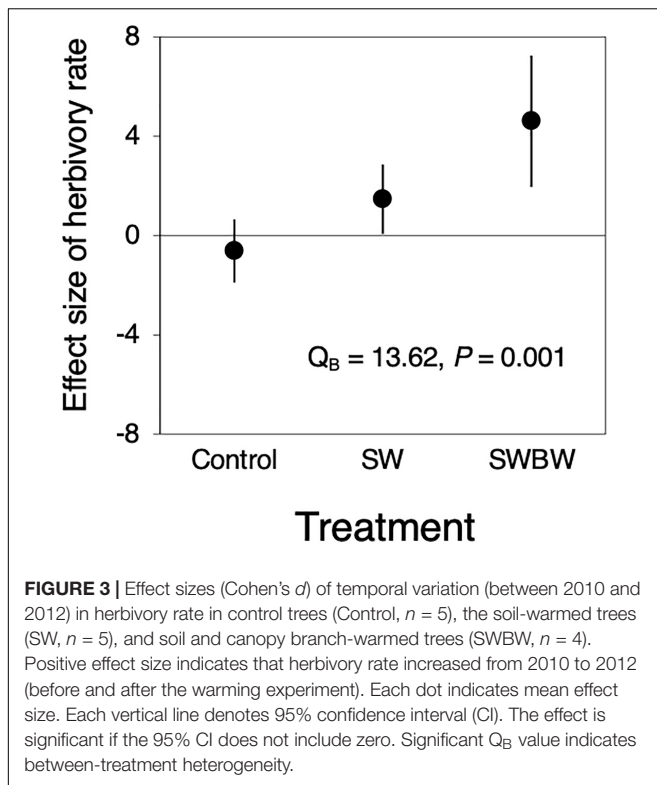 8
4
0
-4
-8
Effect size of herbivory rate
Q_B = 13.62, P = 0.001
Control SW SWBW
Treatment
FIGURE 3 | Effect sizes (Cohen's d) of temporal variation (between 2010 and
2012) in herbivory rate in control trees (Control, n = 5), the soil-warmed trees
(SW, n = 5), and soil and canopy branch-warmed trees (SWBW, n = 4).
Positive effect size indicates that herbivory rate increased from 2010 to 2012
(before and after the warming experiment). Each dot indicates mean effect
size. Each vertical line denotes 95% confidence interval (CI). The effect is
significant if the 95% CI does not include zero. Significant Q_B value indicates
between-treatment heterogeneity.